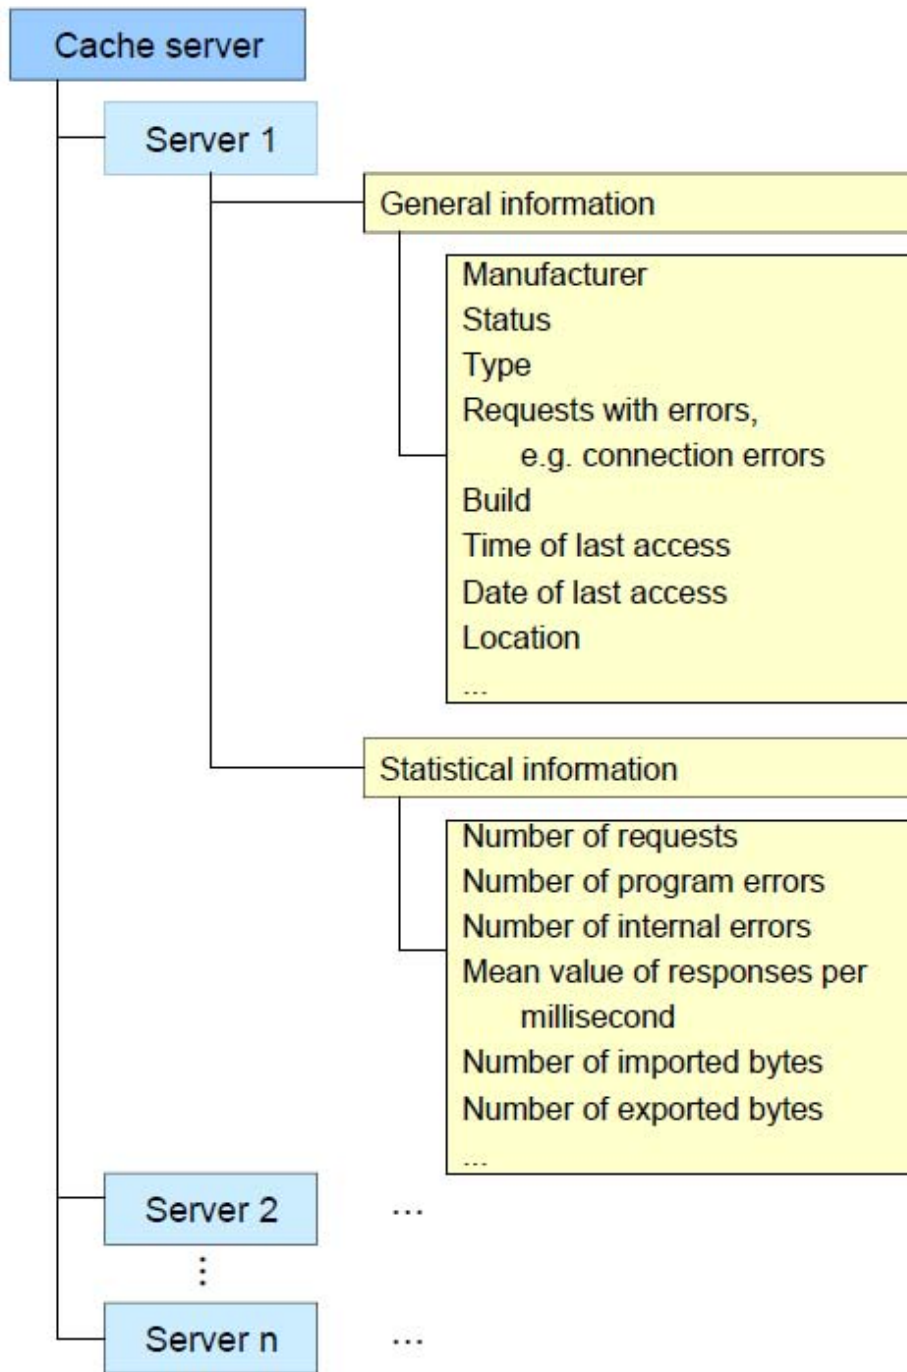 Cache server
Server 1
General information
Manufacturer
Status
Type
Requests with errors,
e.g. connection errors
Build
Time of last access
Date of last access
Location
...
Statistical information
Number of requests
Number of program errors
Number of internal errors
Mean value of responses per
millisecond
Number of imported bytes
Number of exported bytes
...
Server 2 ...
⋮
Server n ...